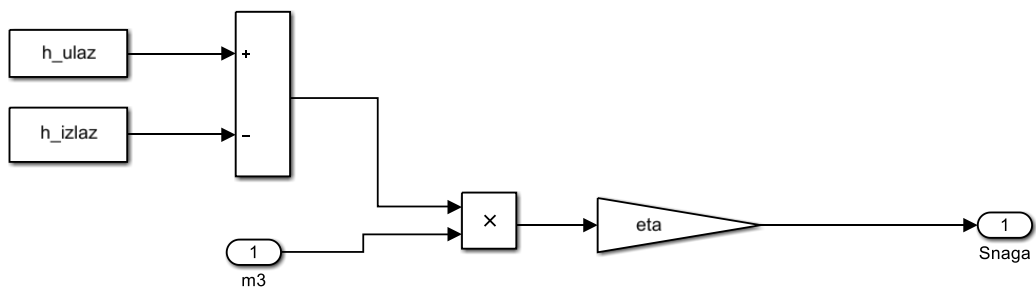 h_ulaz
+
h_izlaz
−
×
eta
1
Snaga
1
m3